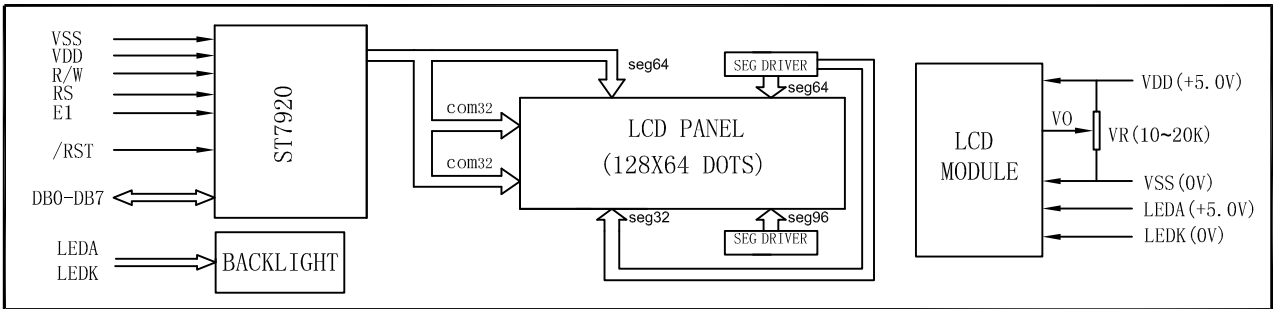 VSS
VDD
R/W
RS
E1
/RST
DB0-DB7
ST7920
LEDA
LEDK
BACKLIGHT
seg64
com32
com32
SEG DRIVER
seg64
LCD PANEL
(128X64 DOTS)
seg32
seg96
SEG DRIVER
LCD
MODULE
VDD(+5.0V)
VO
VR(10~20K)
VSS(0V)
LEDA(+5.0V)
LEDK(0V)